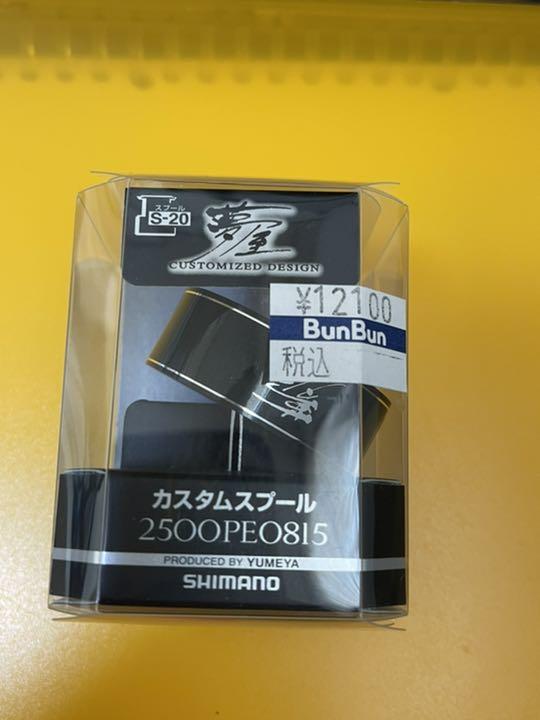 スプール
S-20
夢屋
CUSTOMIZED DESIGN
¥12100
BunBun
税込
カスタムスプール
2500PE0815
PRODUCED BY YUMEYA
SHIMANO